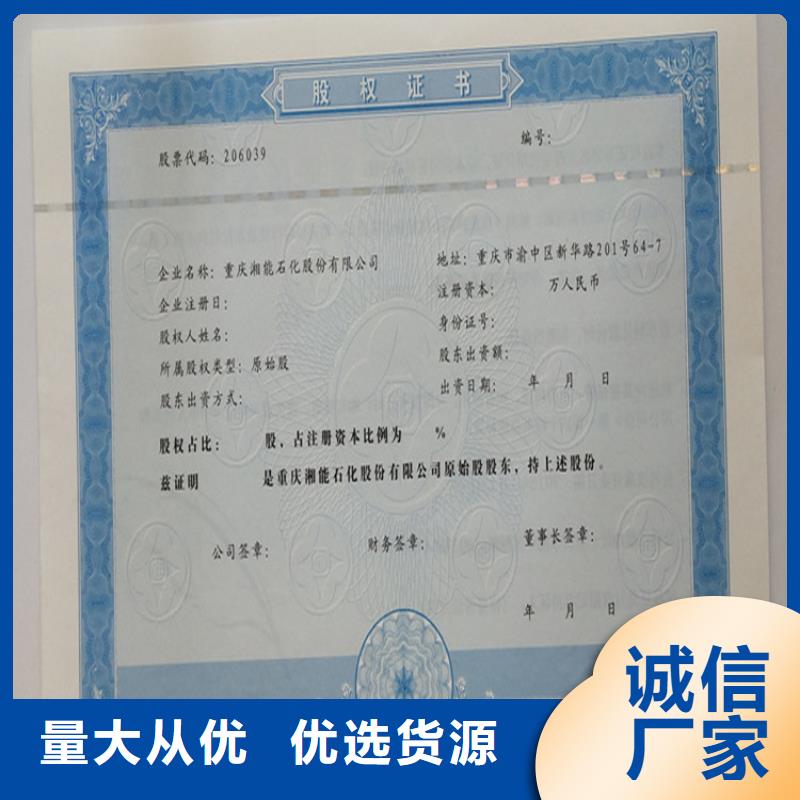 股权证书
股票代码：206039
编号：
企业名称：重庆湘能石化股份有限公司
地址：重庆市渝中区新华路201号64-7
企业注册日：
注册资本： 万人民币
股权人姓名：
身份证号：
所属股权类型：原始股
股东出资额：
股东出资方式：
出资日期： 年 月 日
股权占比： 股，占注册资本比例为 %
兹证明 是重庆湘能石化股份有限公司原始股股东，持上述股份。
公司签章： 财务签章： 董事长签章：
年 月 日
量大从优 优选货源
诚信
厂家